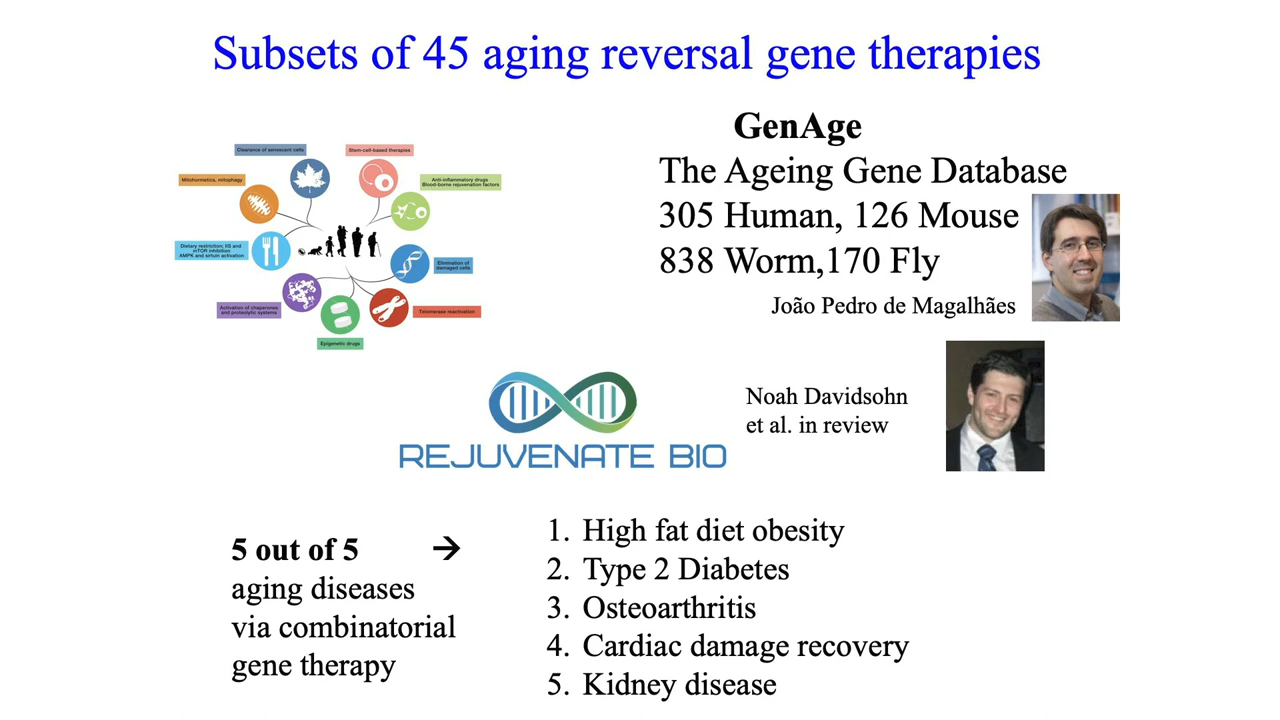 Subsets of 45 aging reversal gene therapies
Clearance of senescent cells
Stem-cell-based therapies
Mitohormetics, mitophagy
Anti-inflammatory drugs
Blood-borne rejuvenation factors
Dietary restriction; IIS and
mTOR inhibition
AMPK and sirtuin activation
Elimination of
damaged cells
Activation of chaperones
and proteolytic systems
Telomerase reactivation
Epigenetic drugs
GenAge
The Ageing Gene Database
305 Human, 126 Mouse
838 Worm,170 Fly
João Pedro de Magalhães
REJUVENATE BIO
Noah Davidsohn
et al. in review
5 out of 5 →
aging diseases
via combinatorial
gene therapy
1. High fat diet obesity
2. Type 2 Diabetes
3. Osteoarthritis
4. Cardiac damage recovery
5. Kidney disease